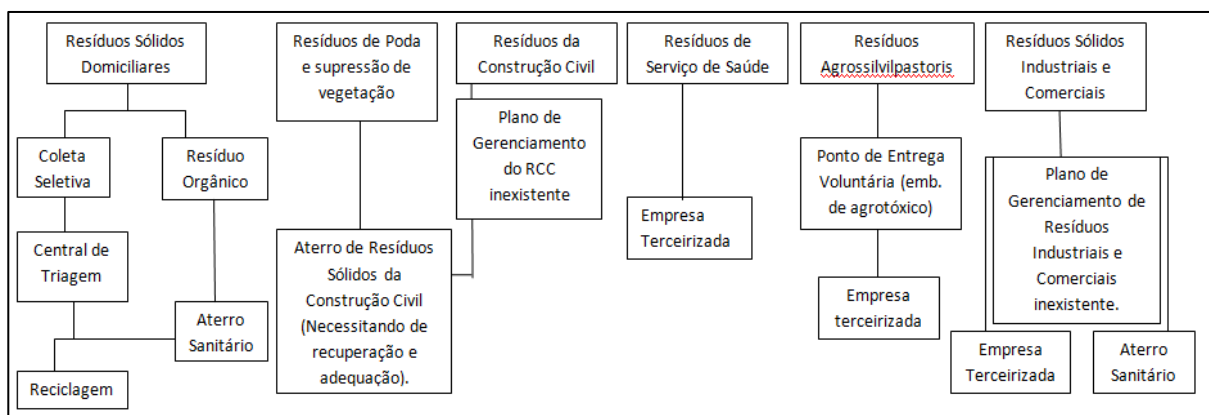 Resíduos Sólidos
Domiciliares
Coleta
Seletiva
Resíduo
Orgânico
Central de
Triagem
Aterro
Sanitário
Reciclagem
Resíduos de Poda
e supressão de
vegetação
Aterro de Resíduos
Sólidos da
Construção Civil
(Necessitando de
recuperação e
adequação).
Resíduos da
Construção Civil
Plano de
Gerenciamento
do RCC
inexistente
Resíduos de
Serviço de Saúde
Empresa
Terceirizada
Resíduos
Agrossilvilpastoris
Ponto de Entrega
Voluntária (emb.
de agrotóxico)
Empresa
terceirizada
Resíduos Sólidos
Industriais e
Comerciais
Plano de
Gerenciamento de
Resíduos
Industriais e
Comerciais
inexistente.
Empresa
Terceirizada
Aterro
Sanitário